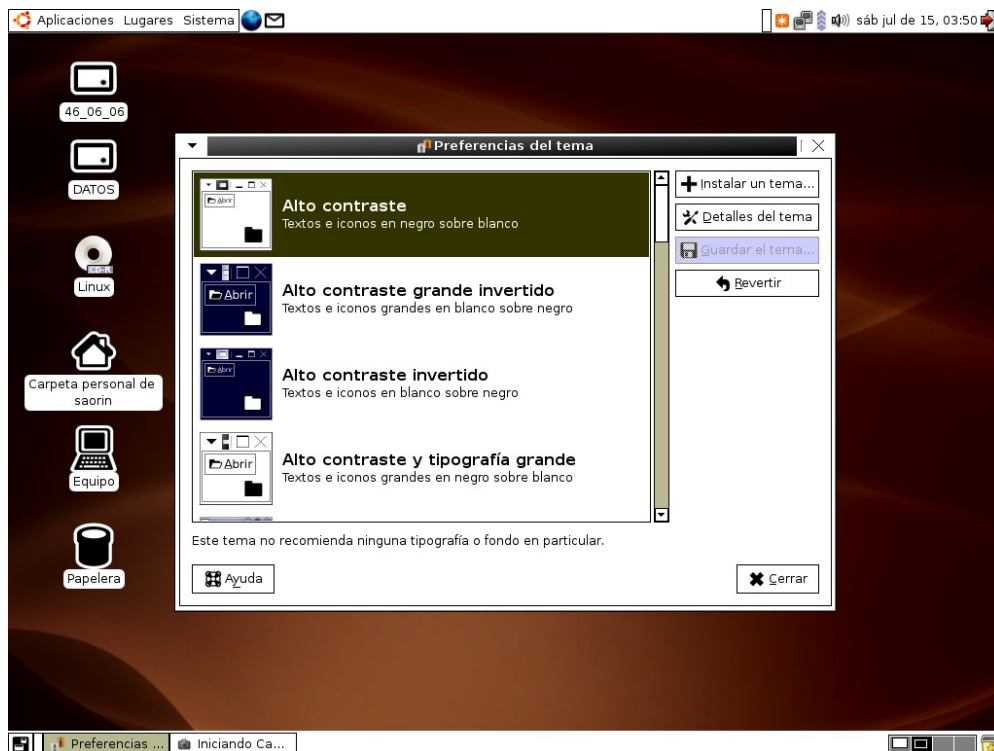 Aplicaciones Lugares Sistema
sáb jul de 15, 03:50
46_06_06
DATOS
CD-R
Linux
Carpeta personal de
saorin
Equipo
Papelera
Preferencias del tema
Abrir
Alto contraste
Textos e iconos en negro sobre blanco
Abrir
Alto contraste grande invertido
Textos e iconos grandes en blanco sobre negro
Abrir
Alto contraste invertido
Textos e iconos en blanco sobre negro
Abrir
Alto contraste y tipografía grande
Textos e iconos grandes en negro sobre blanco
Instalar un tema...
Detalles del tema
Guardar el tema...
Revertir
Este tema no recomienda ninguna tipografía o fondo en particular.
Ayuda
Cerrar
Preferencias ...
Iniciando Ca...